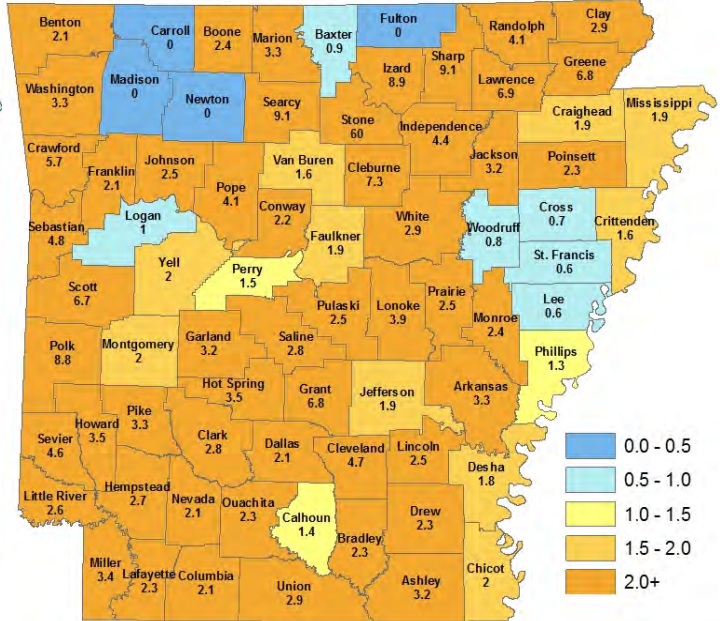 Benton
2.1
Carroll
0
Boone
2.4
Marion
3.3
Baxter
0.9
Fulton
0
Randolph
4.1
Clay
2.9
Washington
3.3
Madison
0
Newton
0
Searcy
9.1
Stone
60
Izard
8.9
Sharp
9.1
Lawrence
6.9
Greene
6.8
Independence
4.4
Craighead
1.9
Mississippi
1.9
Crawford
5.7
Franklin
2.1
Johnson
2.5
Pope
4.1
Van Buren
1.6
Cleburne
7.3
Jackson
3.2
Poinsett
2.3
Sebastian
4.8
Logan
1
Conway
2.2
Faulkner
1.9
White
2.9
Woodruff
0.8
Cross
0.7
Crittenden
1.6
St. Francis
0.6
Scott
6.7
Yell
2
Perry
1.5
Pulaski
2.5
Lonoke
3.9
Prairie
2.5
Monroe
2.4
Lee
0.6
Phillips
1.3
Polk
8.8
Montgomery
2
Garland
3.2
Saline
2.8
Hot Spring
3.5
Grant
6.8
Jefferson
1.9
Arkansas
3.3
Sevier
4.6
Howard
3.5
Pike
3.3
Clark
2.8
Dallas
2.1
Cleveland
4.7
Lincoln
2.5
Desha
1.8
Little River
2.6
Hempstead
2.7
Nevada
2.1
Ouachita
2.3
Calhoun
1.4
Bradley
2.3
Drew
2.3
Miller
3.4
Lafayette
2.3
Columbia
2.1
Union
2.9
Ashley
3.2
Chicot
2
0.0 - 0.5
0.5 - 1.0
1.0 - 1.5
1.5 - 2.0
2.0+